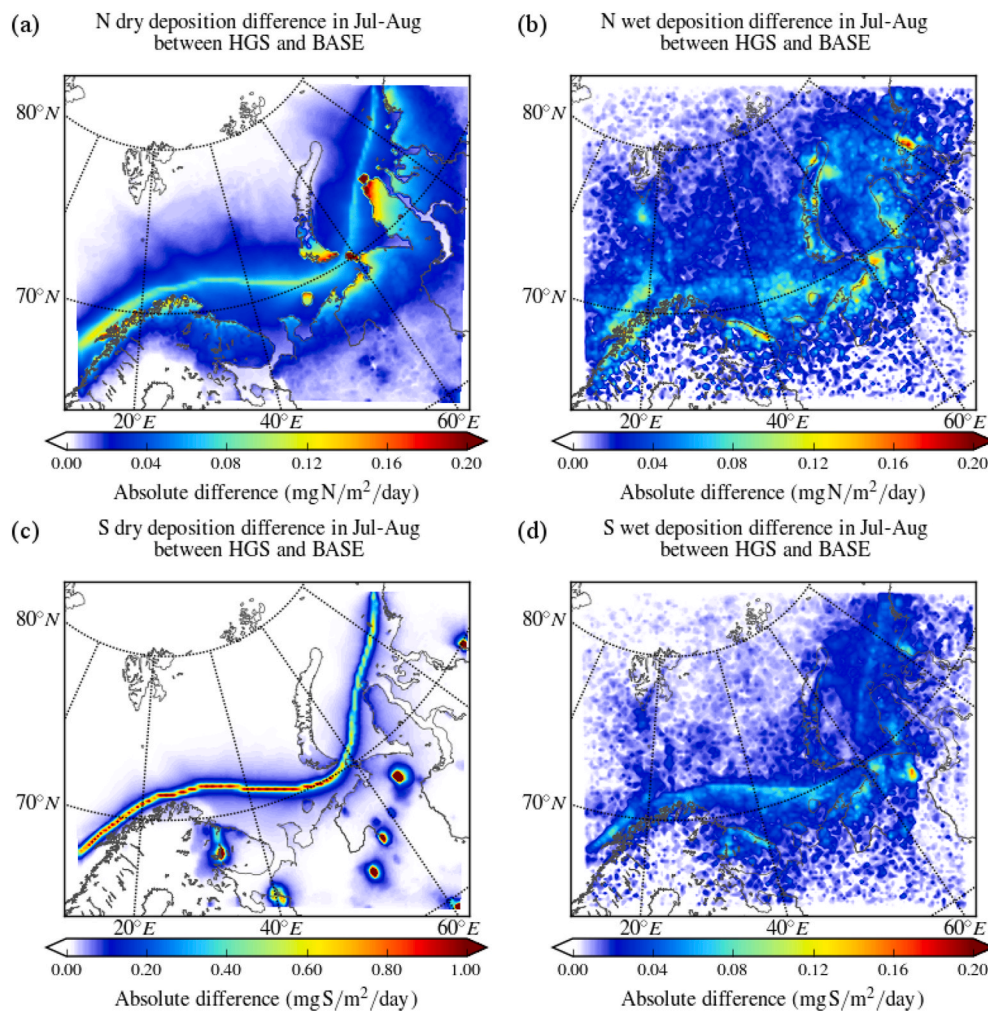 (a) N dry deposition difference in Jul-Aug
between HGS and BASE
80°N
70°N
20°E 40°E 60°E
0.00 0.04 0.08 0.12 0.16 0.20
Absolute difference (mgN/m²/day)
(b) N wet deposition difference in Jul-Aug
between HGS and BASE
80°N
70°N
20°E 40°E 60°E
0.00 0.04 0.08 0.12 0.16 0.20
Absolute difference (mgN/m²/day)
(c) S dry deposition difference in Jul-Aug
between HGS and BASE
80°N
70°N
20°E 40°E 60°E
0.00 0.20 0.40 0.60 0.80 1.00
Absolute difference (mgS/m²/day)
(d) S wet deposition difference in Jul-Aug
between HGS and BASE
80°N
70°N
20°E 40°E 60°E
0.00 0.04 0.08 0.12 0.16 0.20
Absolute difference (mgS/m²/day)